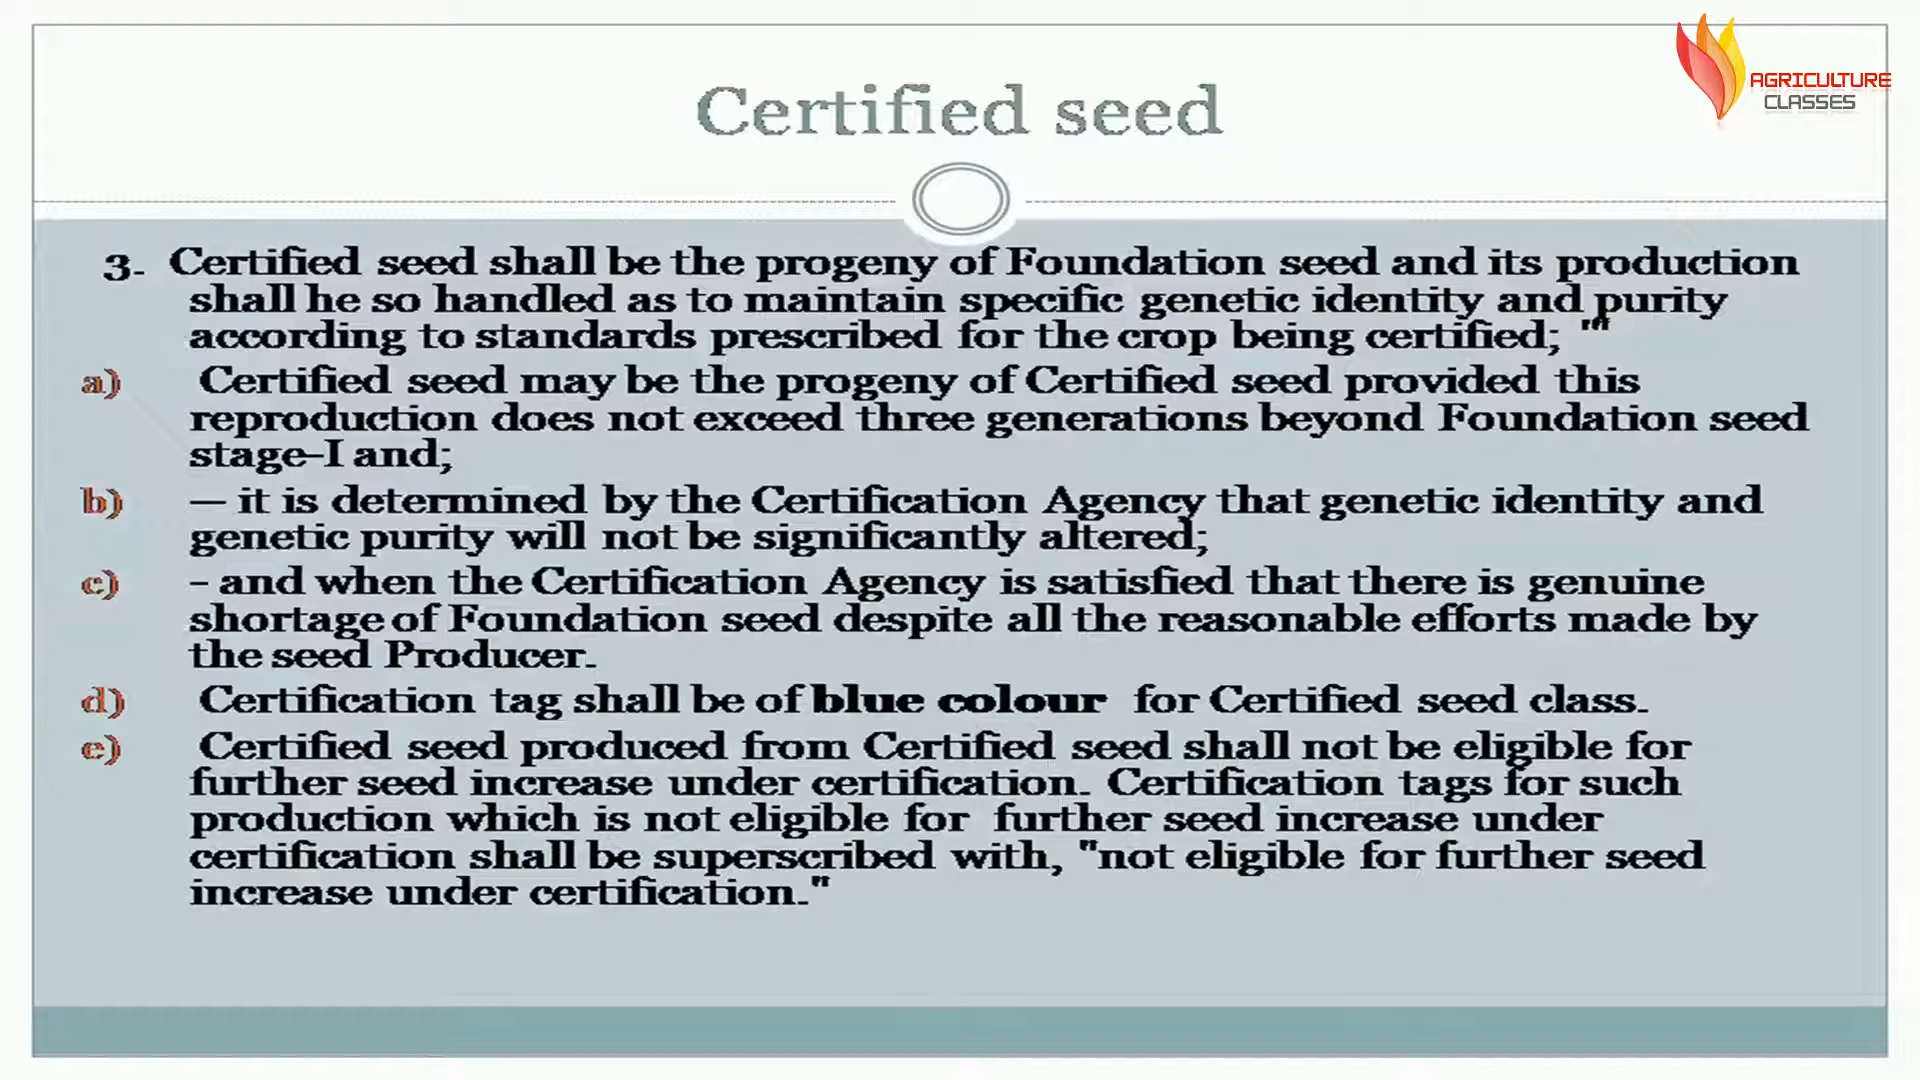 AGRICULTURE
CLASSES
Certified seed
3. Certified seed shall be the progeny of Foundation seed and its production
shall he so handled as to maintain specific genetic identity and purity
according to standards prescribed for the crop being certified; '"
a) Certified seed may be the progeny of Certified seed provided this
reproduction does not exceed three generations beyond Foundation seed
stage-I and;
b) — it is determined by the Certification Agency that genetic identity and
genetic purity will not be significantly altered;
c) - and when the Certification Agency is satisfied that there is genuine
shortage of Foundation seed despite all the reasonable efforts made by
the seed Producer.
d) Certification tag shall be of blue colour for Certified seed class.
e) Certified seed produced from Certified seed shall not be eligible for
further seed increase under certification. Certification tags for such
production which is not eligible for further seed increase under
certification shall be superscribed with, "not eligible for further seed
increase under certification."